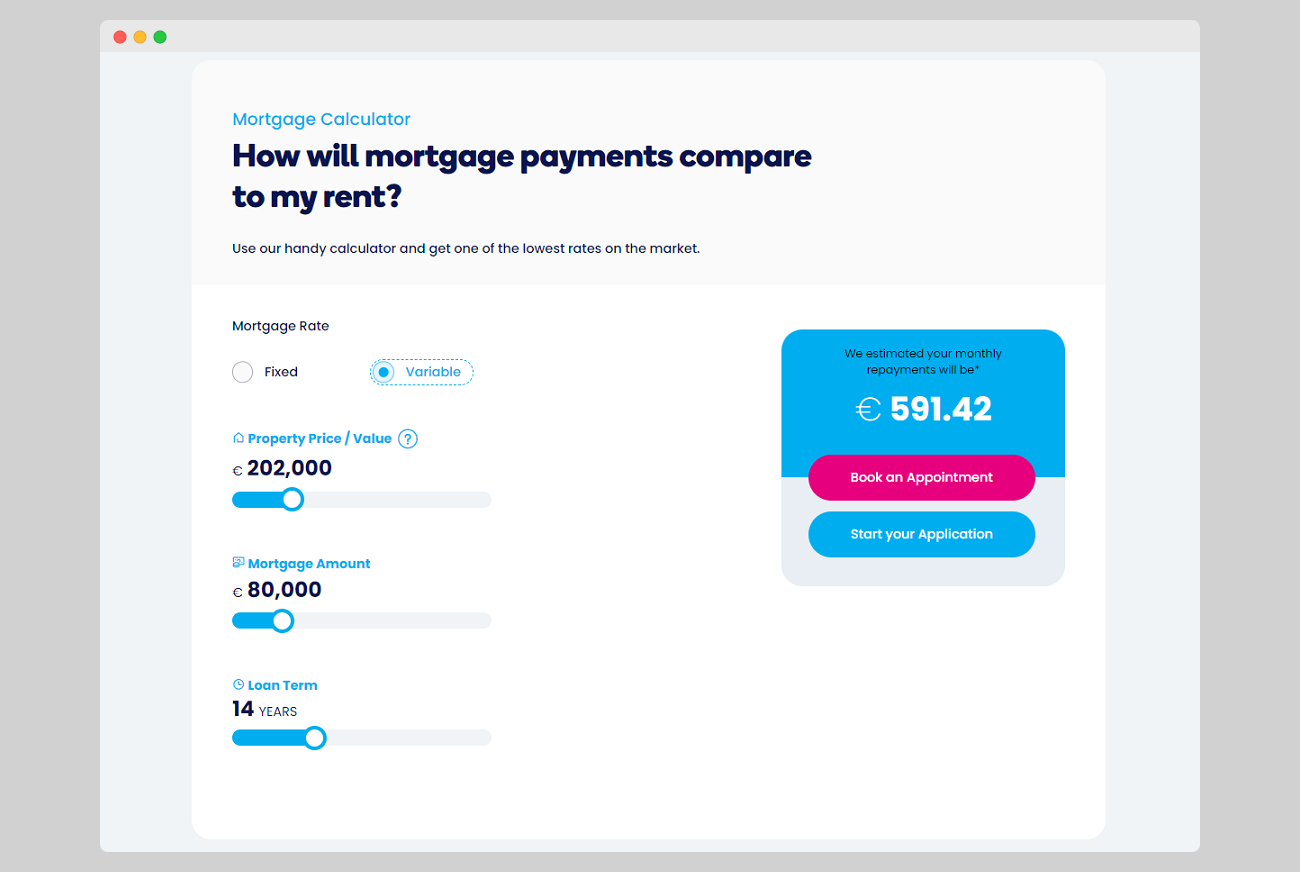 Mortgage Calculator
How will mortgage payments compare
to my rent?
Use our handy calculator and get one of the lowest rates on the market.
Mortgage Rate
Fixed
Variable
Property Price / Value ?
€ 202,000
Mortgage Amount
€ 80,000
Loan Term
14 YEARS
We estimated your monthly
repayments will be*
€ 591.42
Book an Appointment
Start your Application